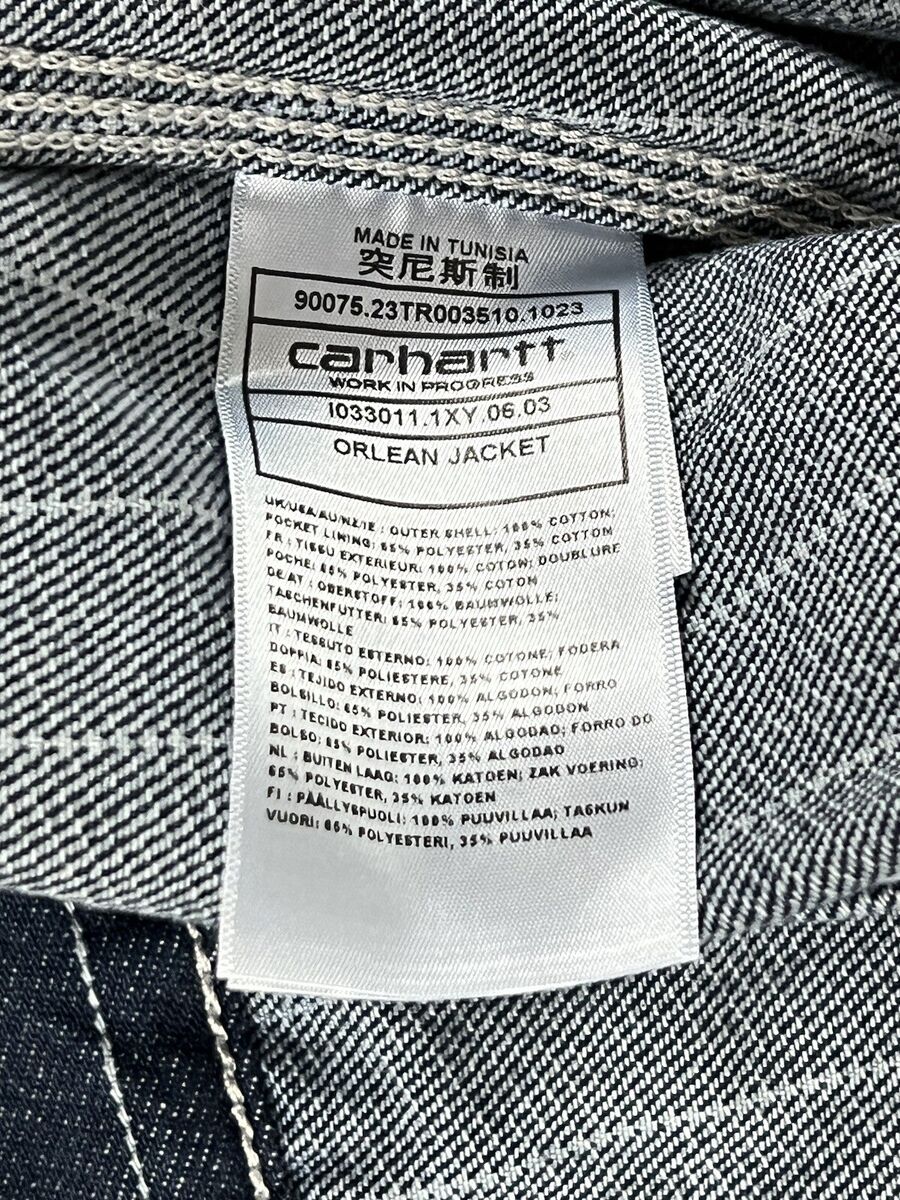 MADE IN TUNISIA
突尼斯制
90075.23TR003510.1023
carhartt
WORK IN PROGRESS
I033011.1XY.06.03
ORLEAN JACKET
UK/USA/AU/NZ/IE : OUTER SHELL: 100% COTTON;
POCKET LINING: 65% POLYESTER, 35% COTTON
FR : TISSU EXTERIEUR: 100% COTON; DOUBLURE
POCHE: 65% POLYESTER, 35% COTON
DE/AT : OBERSTOFF: 100% BAUMWOLLE;
TASCHENFUTTER: 65% POLYESTER, 35%
BAUMWOLLE
IT : TESSUTO ESTERNO: 100% COTONE; FODERA
DOPPIA: 65% POLIESTERE, 35% COTONE
ES : TEJIDO EXTERNO: 100% ALGODON; FORRO
BOLSILLO: 65% POLIESTER, 35% ALGODON
PT : TECIDO EXTERIOR: 100% ALGODAO; FORRO DO
BOLSO: 65% POLIESTER, 35% ALGODAO
NL : BUITEN LAAG: 100% KATOEN; ZAK VOERING:
65% POLYESTER, 35% KATOEN
FI : PÄÄLLYSPUOLI: 100% PUUVILLAA; TASKUN
VUORI: 65% POLYESTERI, 35% PUUVILLAA